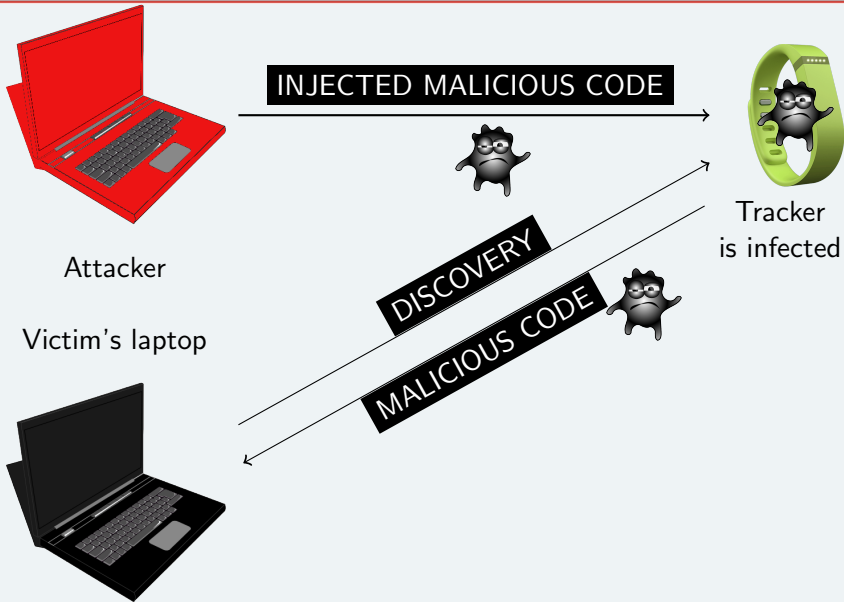 INJECTED MALICIOUS CODE
Tracker
is infected
Attacker
DISCOVERY
MALICIOUS CODE
Victim's laptop